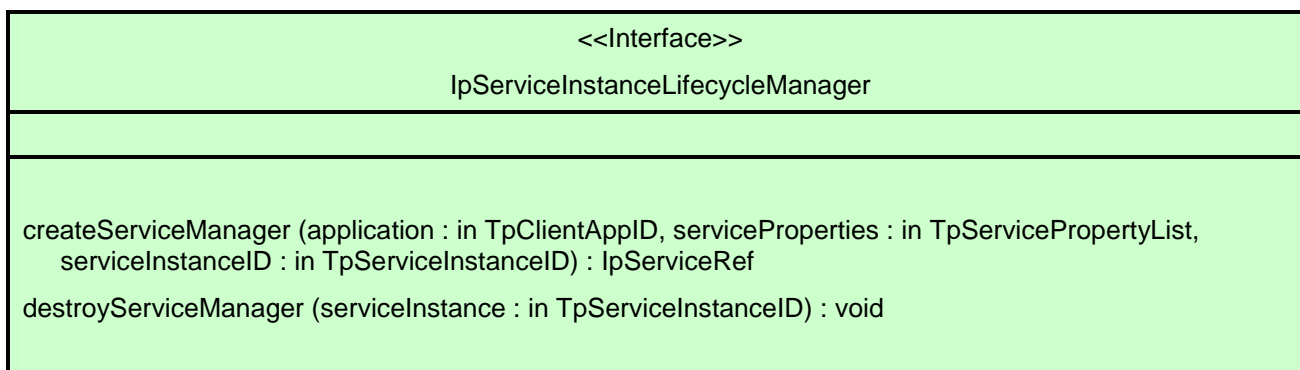 <<Interface>>
IpServiceInstanceLifecycleManager
createServiceManager (application : in TpClientAppID, serviceProperties : in TpServicePropertyList,
serviceInstanceID : in TpServiceInstanceID) : IpServiceRef
destroyServiceManager (serviceInstance : in TpServiceInstanceID) : void